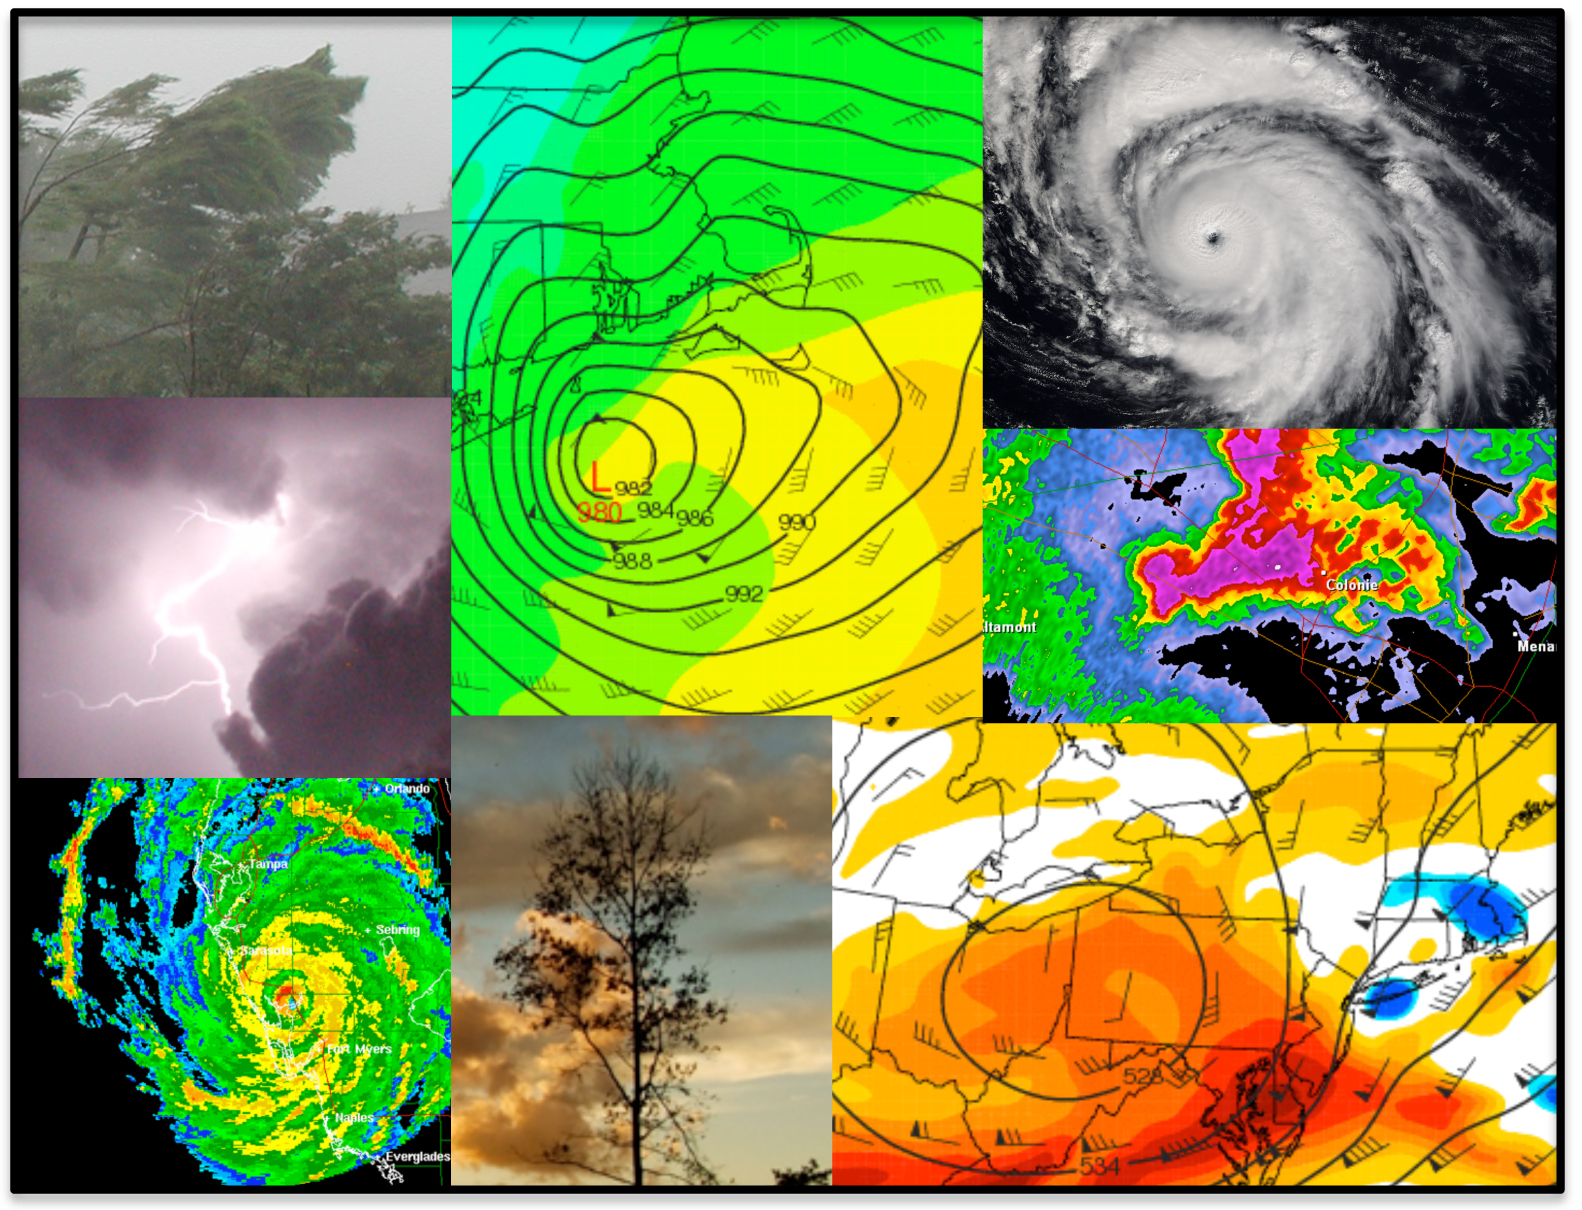 L
982
980
984
986
990
988
992
Colonie
ltamont
Mena
Orlando
Tampa
Sebring
Sarasota
Fort Myers
Naples
Everglades
528
534